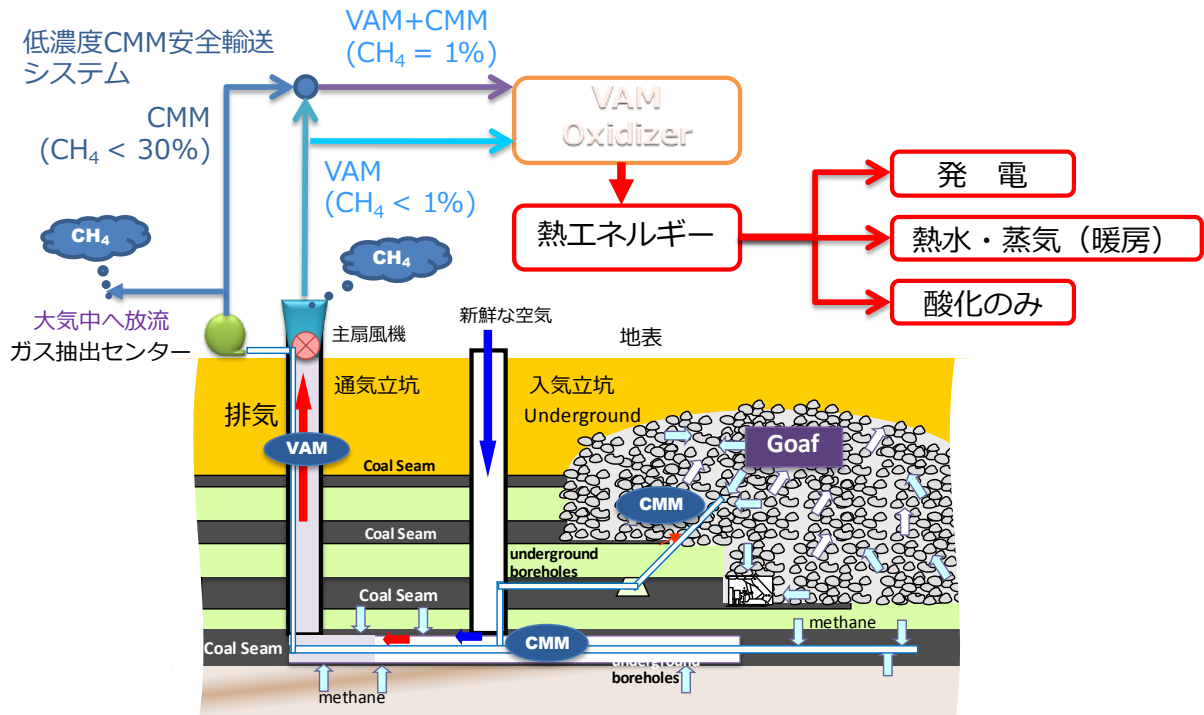 低濃度CMM安全輸送
システム
VAM+CMM
(CH₄ = 1%)
CMM
(CH₄ < 30%)
VAM
(CH₄ < 1%)
VAM
Oxidizer
熱エネルギー
発 電
熱水・蒸気（暖房）
酸化のみ
CH₄
CH₄
大気中へ放流
ガス抽出センター
主扇風機
新鮮な空気
地表
排気
通気立坑
入気立坑
Underground
VAM
Goaf
CMM
Coal Seam
Coal Seam
underground
boreholes
Coal Seam
methane
Coal Seam
CMM
underground
boreholes
methane